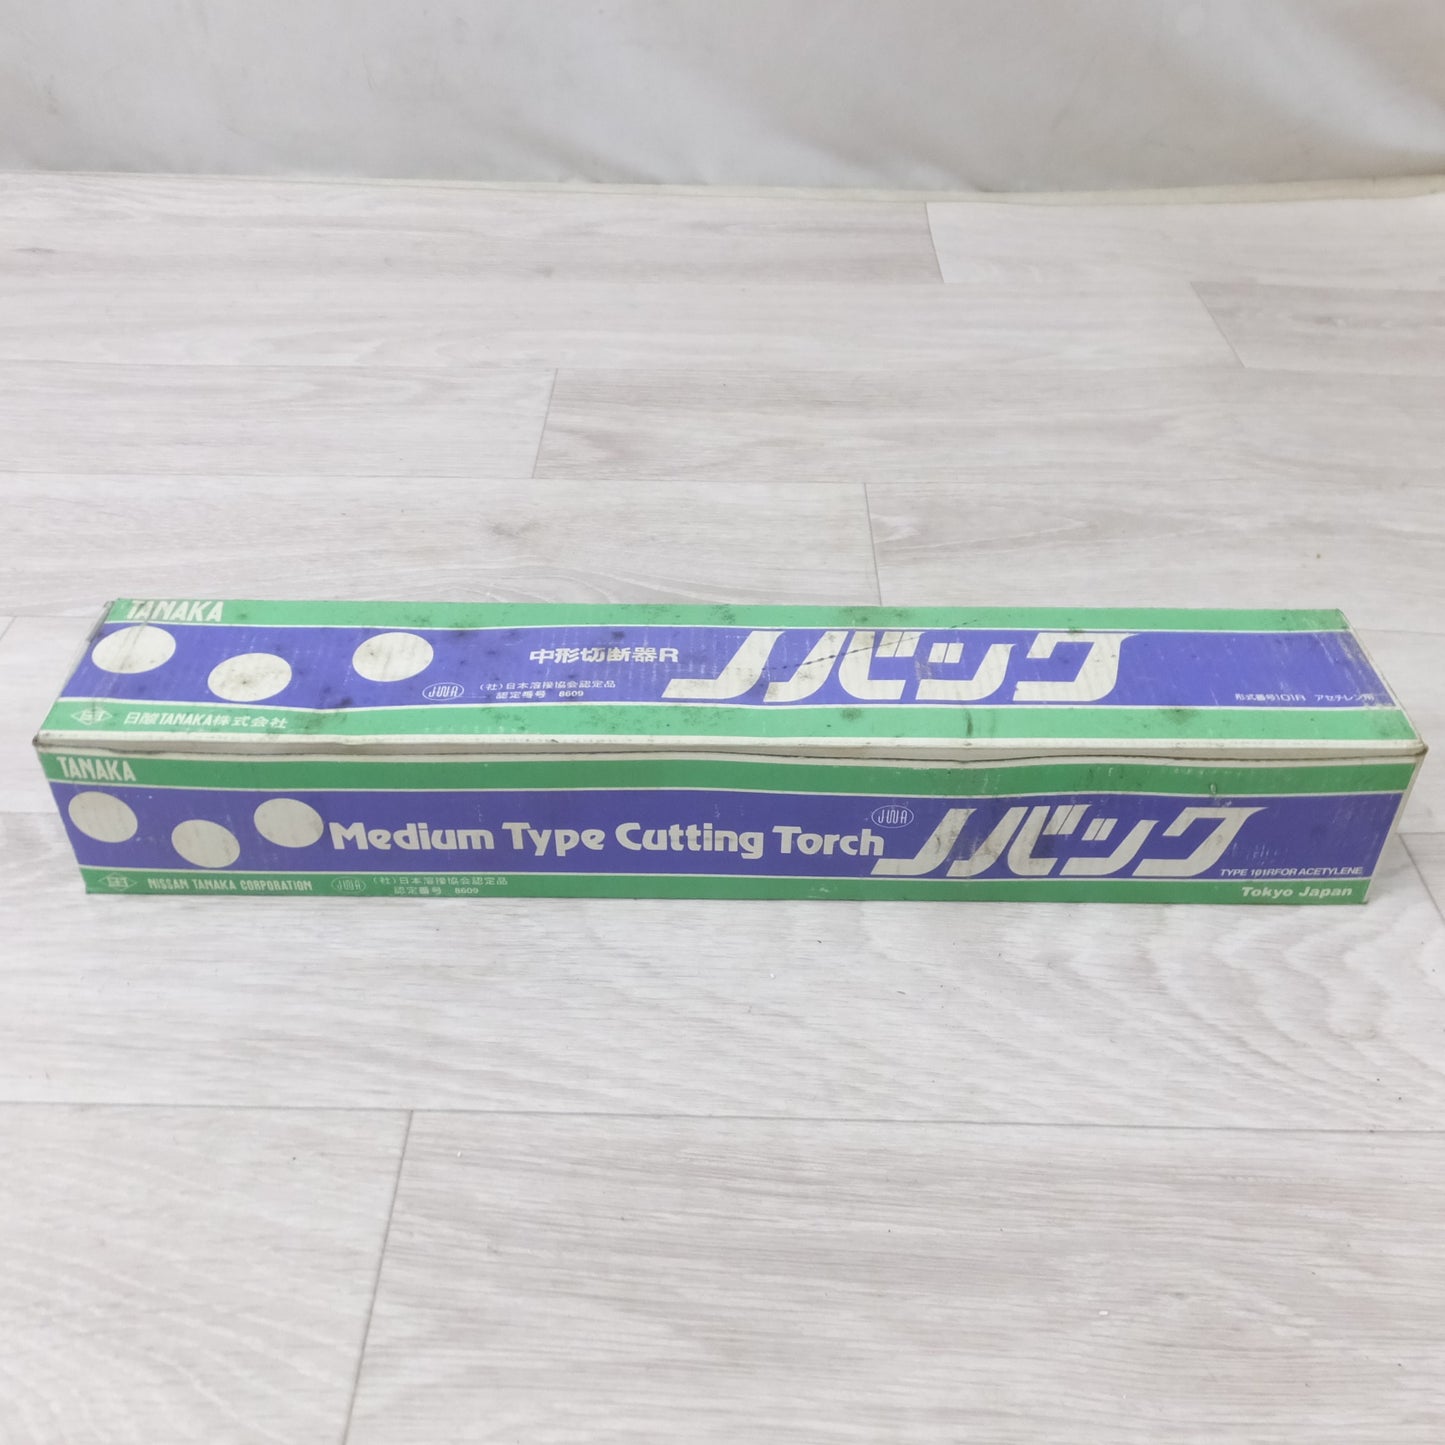 TANAKA
中形切断器R
ノバック
JWA
(社)日本溶接協会認定品
認定番号 8609
形式番号101R アセチレン用
日酸TANAKA株式会社
TANAKA
Medium Type Cutting Torch
JWA
ノバック
TYPE 101RFOR ACETYLENE
NISSAN TANAKA CORPORATION
JWA
(社)日本溶接協会認定品
認定番号 8609
Tokyo Japan